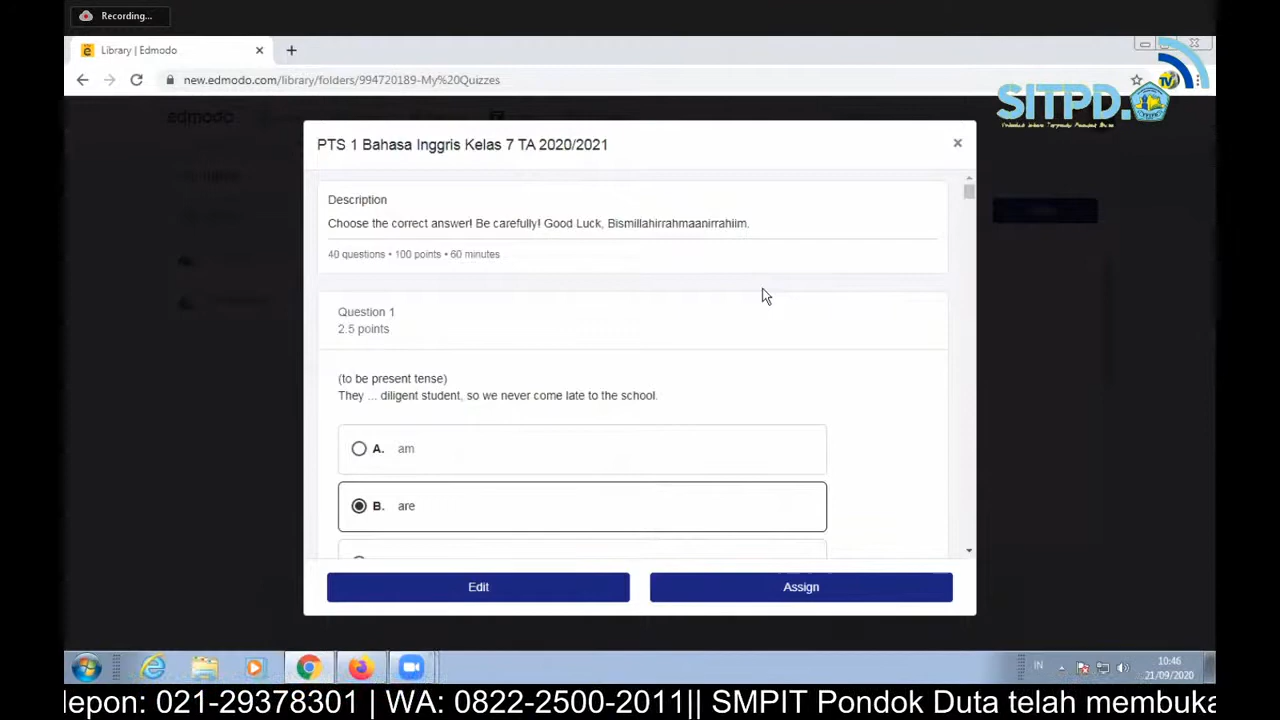 Recording...
Library | Edmodo
new.edmodo.com/library/folders/994720189-My%20Quizzes
SITPD.
TV
edmodo
PTS 1 Bahasa Inggris Kelas 7 TA 2020/2021
Description
Choose the correct answer! Be carefully! Good Luck, Bismillahirrahmaanirrahiim.
40 questions • 100 points • 60 minutes
Question 1
2.5 points
(to be present tense)
They ... diligent student, so we never come late to the school.
A. am
B. are
Edit
Assign
IN
10:46
21/09/2020
lepon: 021-29378301 | WA: 0822-2500-2011|| SMPIT Pondok Duta telah membuka